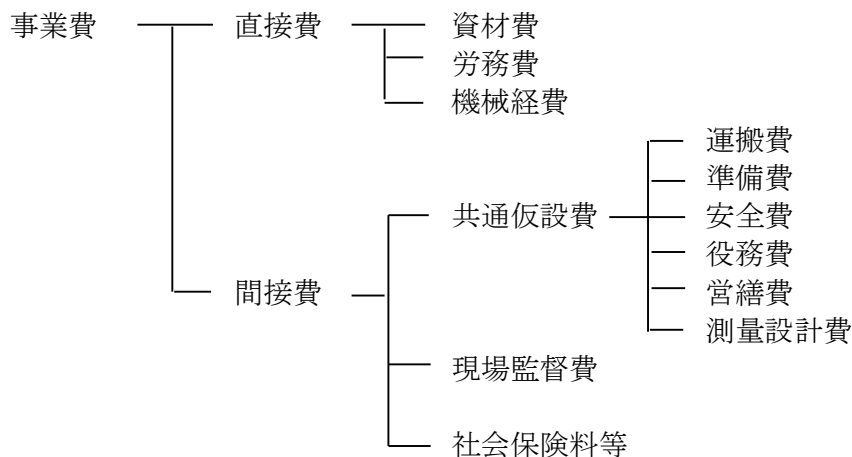 事業費 直接費 資材費
労務費
機械経費
運搬費
準備費
共通仮設費 安全費
役務費
間接費 営繕費
測量設計費
現場監督費
社会保険料等